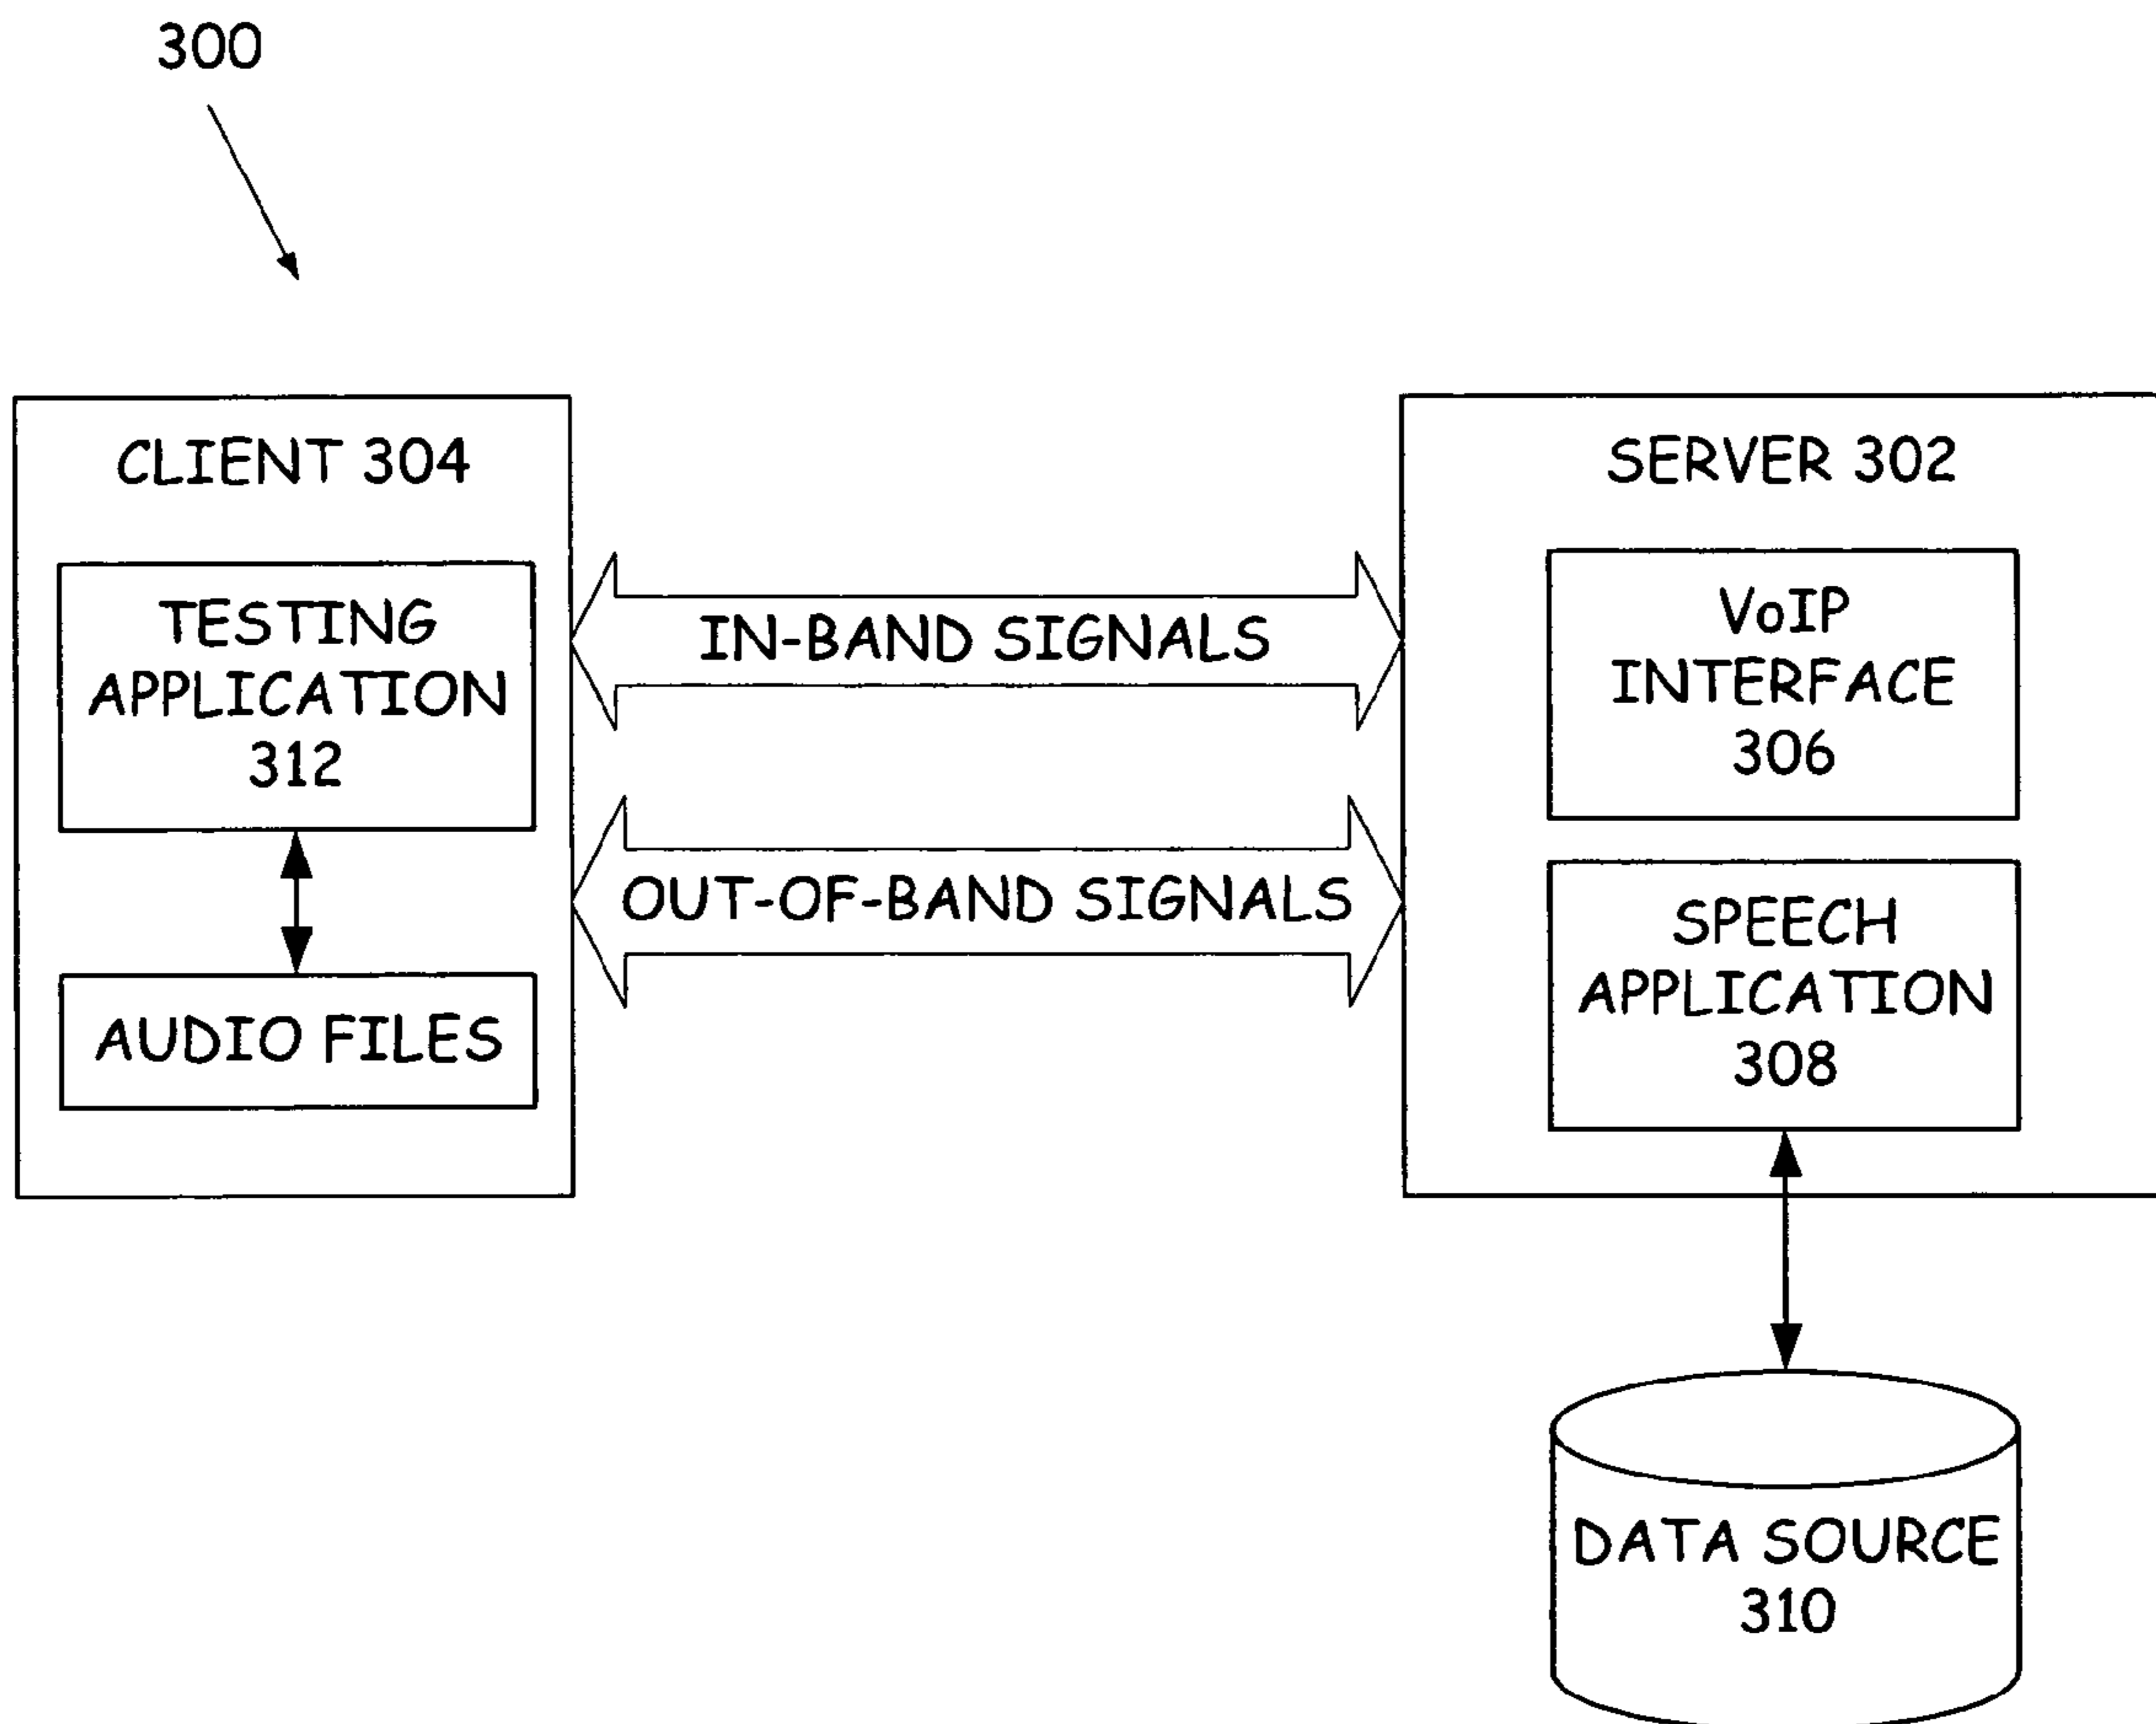 300
CLIENT 304
TESTING
APPLICATION
312
AUDIO FILES
IN-BAND SIGNALS
OUT-OF-BAND SIGNALS
SERVER 302
VoIP
INTERFACE
306
SPEECH
APPLICATION
308
DATA SOURCE
310